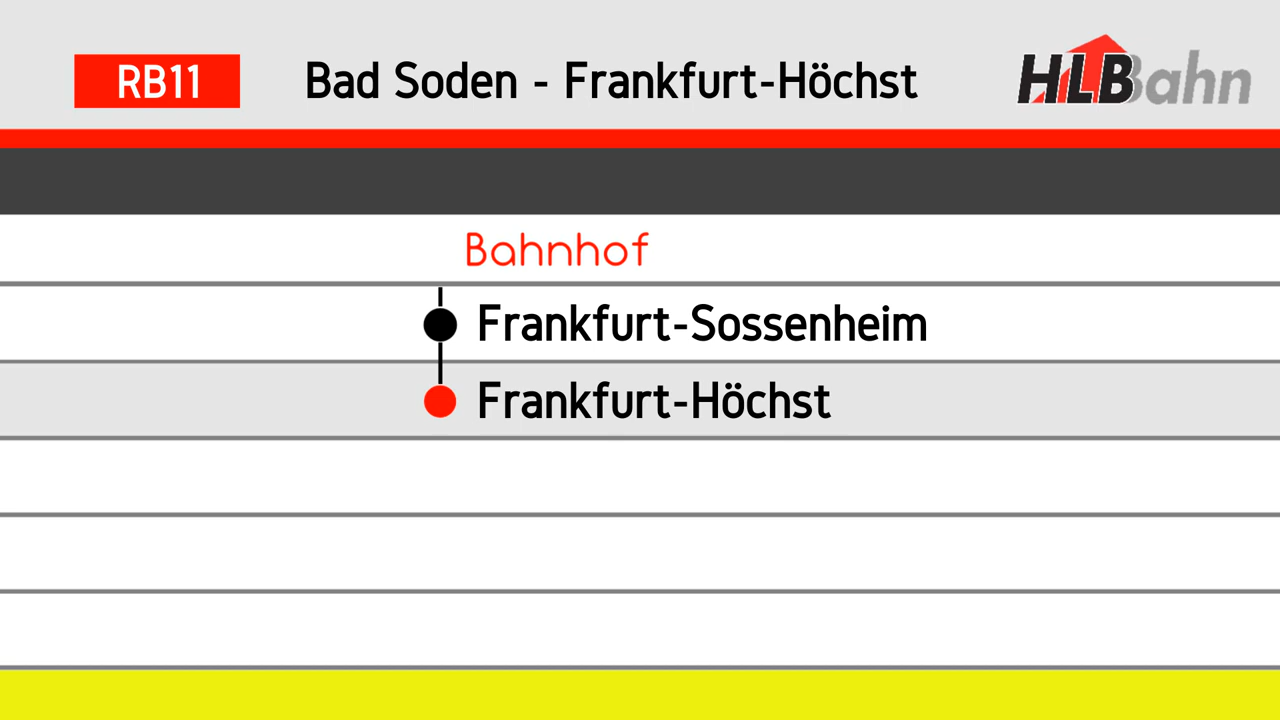 RB11 Bad Soden - Frankfurt-Höchst HLBahn
Bahnhof
Frankfurt-Sossenheim
Frankfurt-Höchst